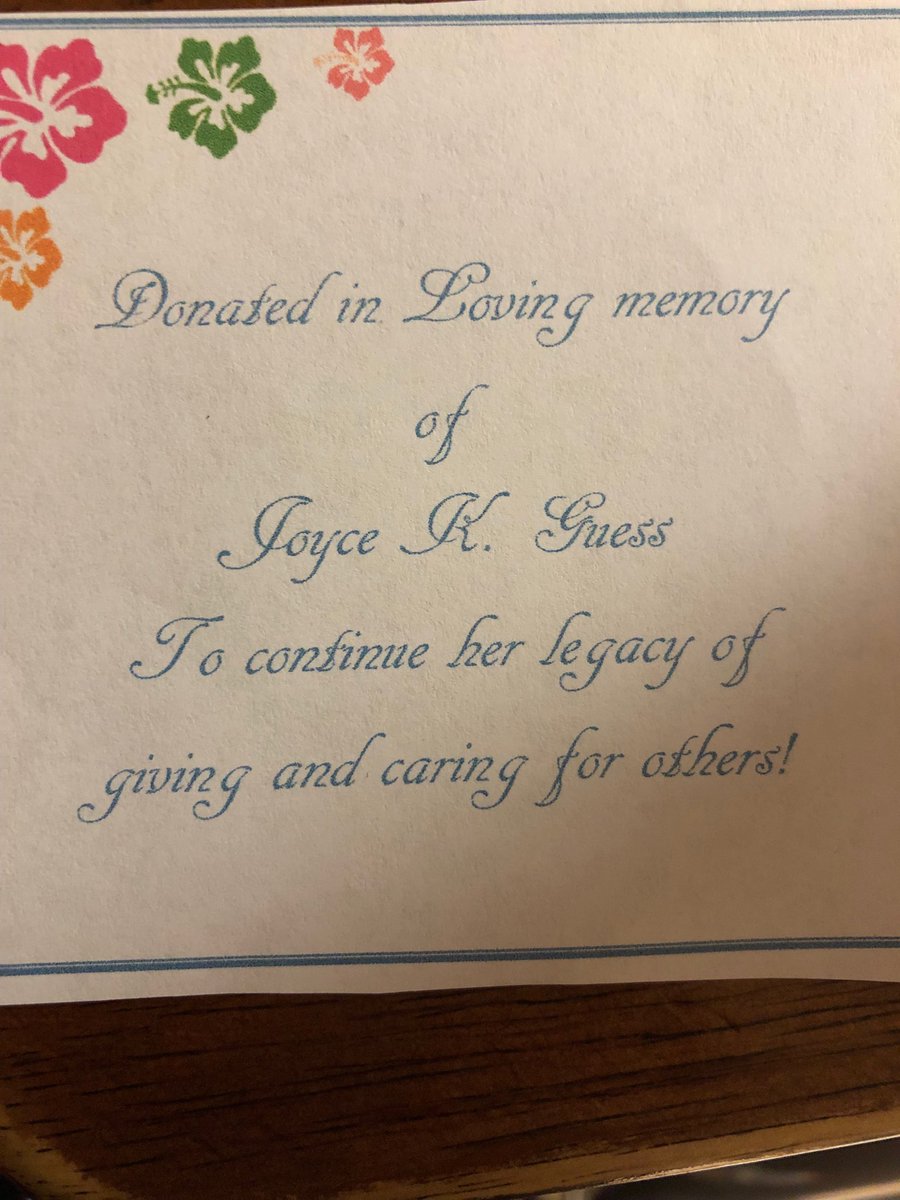 Donated in Loving memory
of
Joyce K. Guess
To continue her legacy of
giving and caring for others!